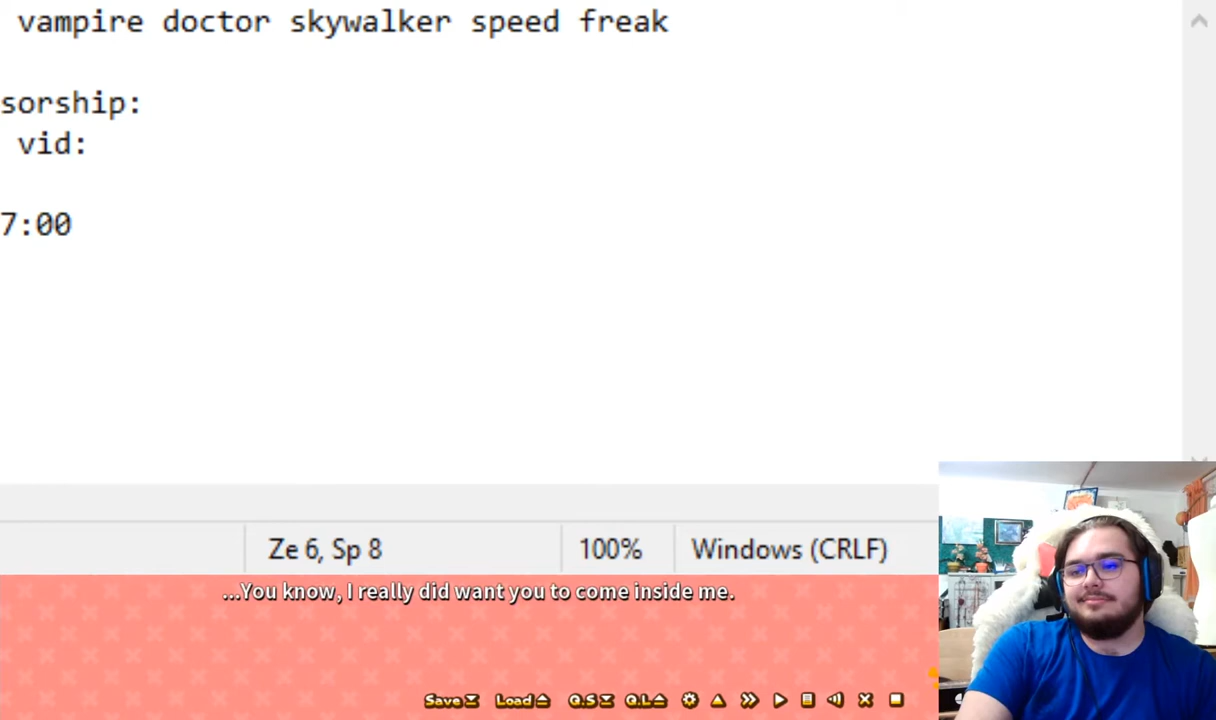 vampire doctor skywalker speed freak
sorship:
vid:
7:00
Ze 6, Sp 8
100%
Windows (CRLF)
...You know, I really did want you to come inside me.
Save
Load
Q.S
Q.L